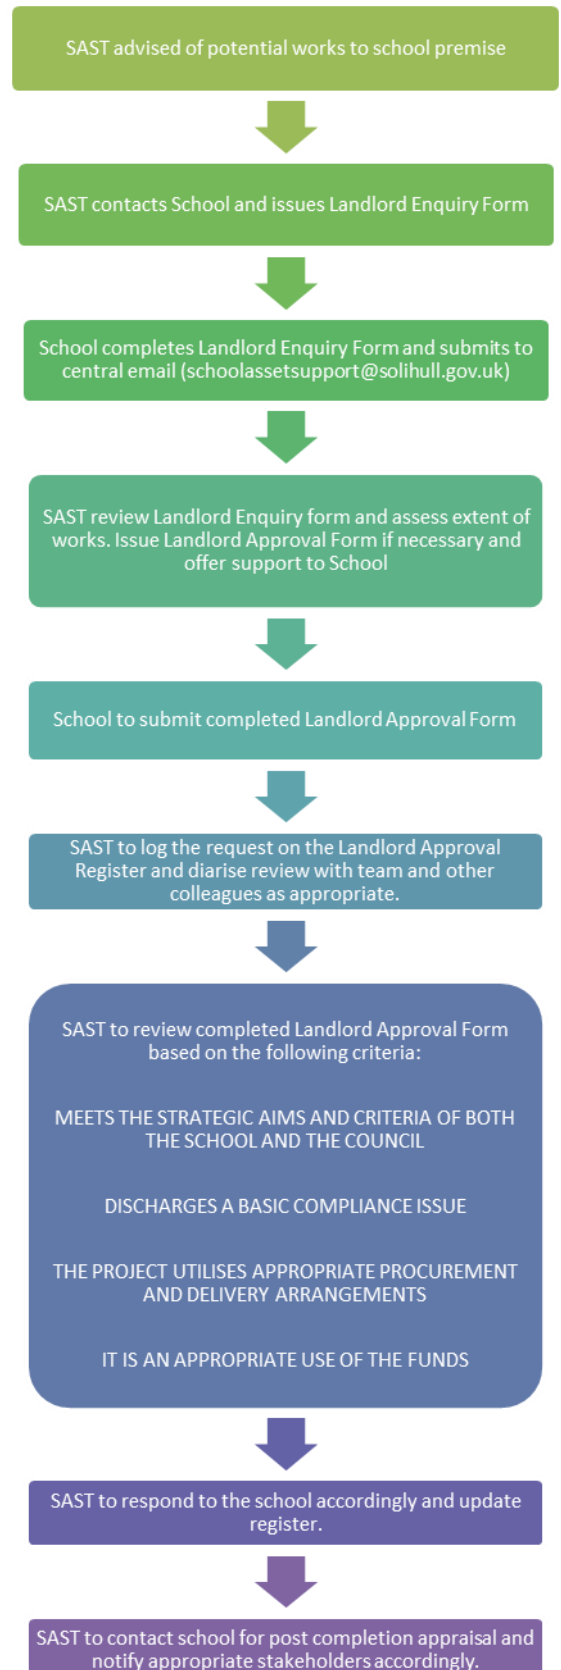 SAST advised of potential works to school premise
SAST contacts School and issues Landlord Enquiry Form
School completes Landlord Enquiry Form and submits to
central email (schoolassetsupport@solihull.gov.uk)
SAST review Landlord Enquiry form and assess extent of
works. Issue Landlord Approval Form if necessary and
offer support to School
School to submit completed Landlord Approval Form
SAST to log the request on the Landlord Approval
Register and diarise review with team and other
colleagues as appropriate.
SAST to review completed Landlord Approval Form
based on the following criteria:
MEETS THE STRATEGIC AIMS AND CRITERIA OF BOTH
THE SCHOOL AND THE COUNCIL
DISCHARGES A BASIC COMPLIANCE ISSUE
THE PROJECT UTILISES APPROPRIATE PROCUREMENT
AND DELIVERY ARRANGEMENTS
IT IS AN APPROPRIATE USE OF THE FUNDS
SAST to respond to the school accordingly and update
register.
SAST to contact school for post completion appraisal and
notify appropriate stakeholders accordingly.